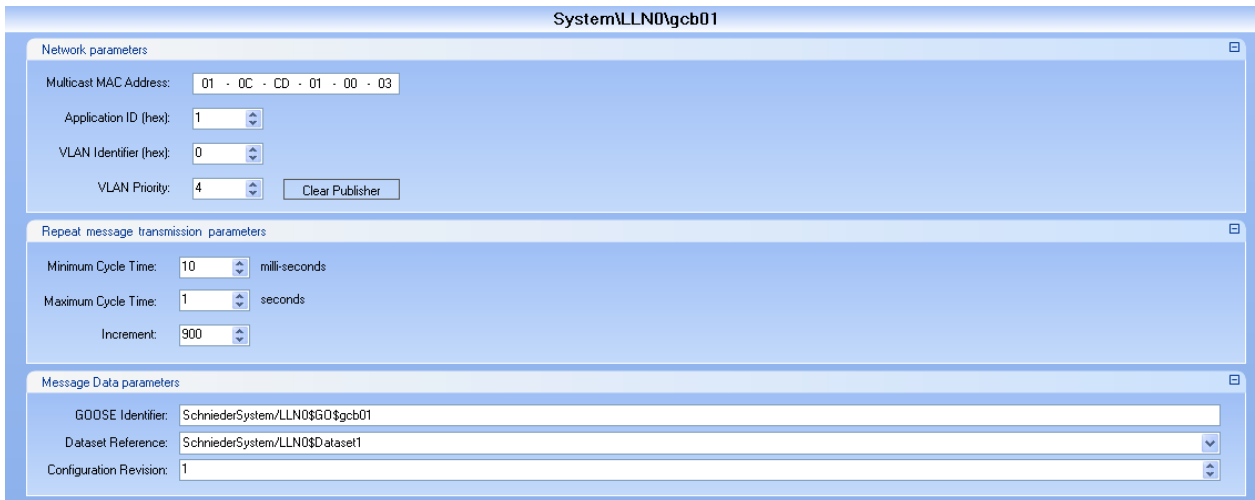 System\LLN0\gcb01
Network parameters
Multicast MAC Address: 01 - 0C - CD - 01 - 00 - 03
Application ID (hex): 1
VLAN Identifier (hex): 0
VLAN Priority: 4 Clear Publisher
Repeat message transmission parameters
Minimum Cycle Time: 10 milli-seconds
Maximum Cycle Time: 1 seconds
Increment: 900
Message Data parameters
GOOSE Identifier: SchniederSystem/LLN0$GO$gcb01
Dataset Reference: SchniederSystem/LLN0$Dataset1
Configuration Revision: 1